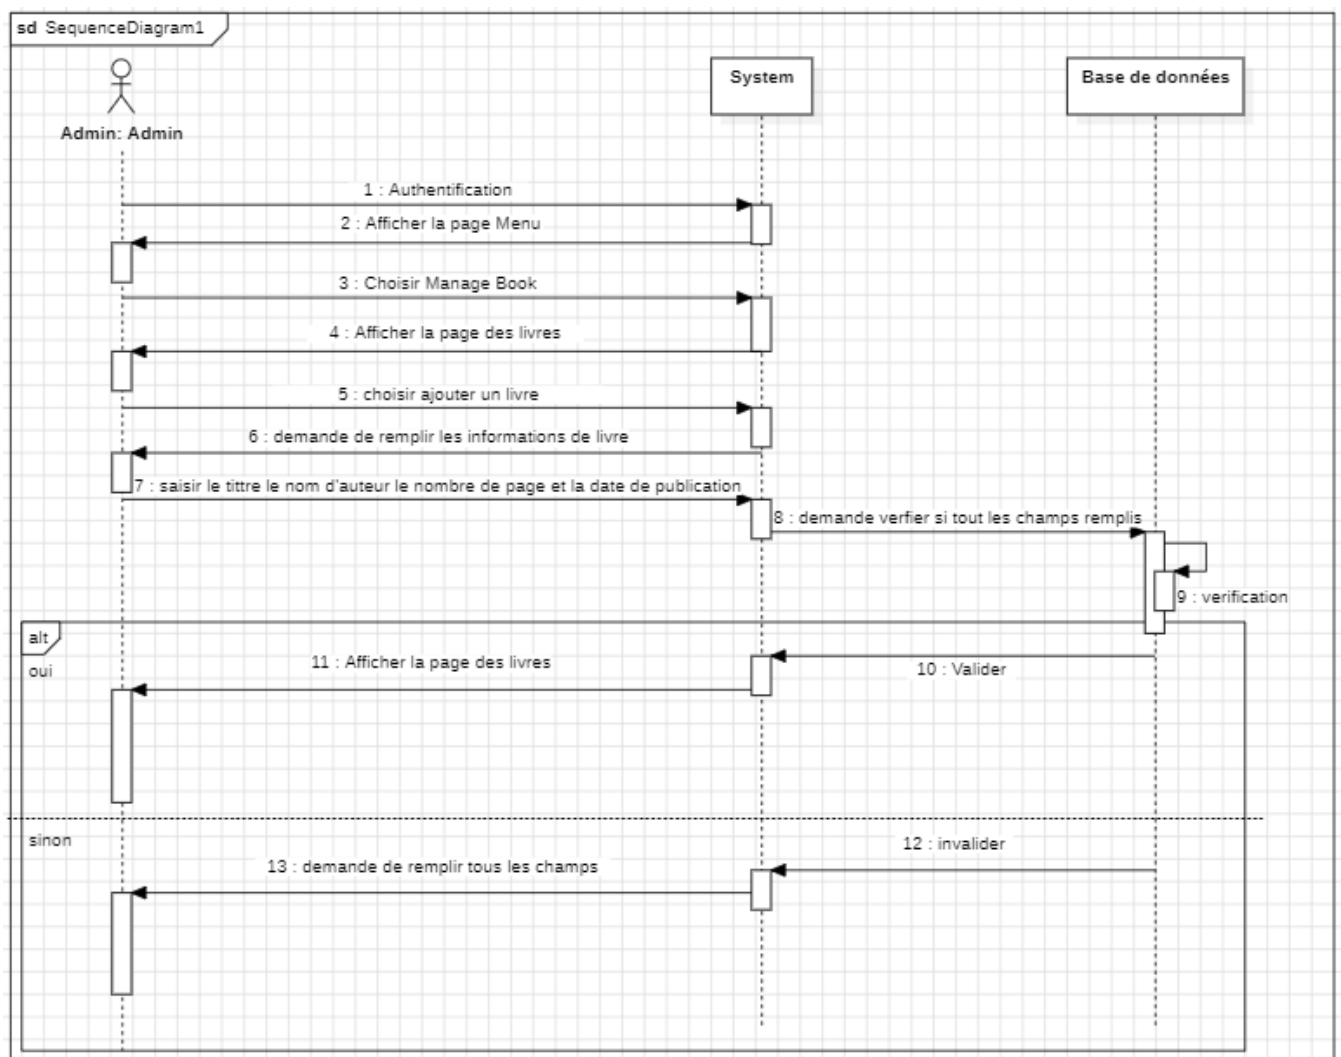 sd SequenceDiagram1
System
Base de données
Admin: Admin
1 : Authentification
2 : Afficher la page Menu
3 : Choisir Manage Book
4 : Afficher la page des livres
5 : choisir ajouter un livre
6 : demande de remplir les informations de livre
7 : saisir le tittre le nom d'auteur le nombre de page et la date de publication
8 : demande verfier si tout les champs remplis
9 : verification
alt
oui
11 : Afficher la page des livres
10 : Valider
sinon
12 : invalider
13 : demande de remplir tous les champs